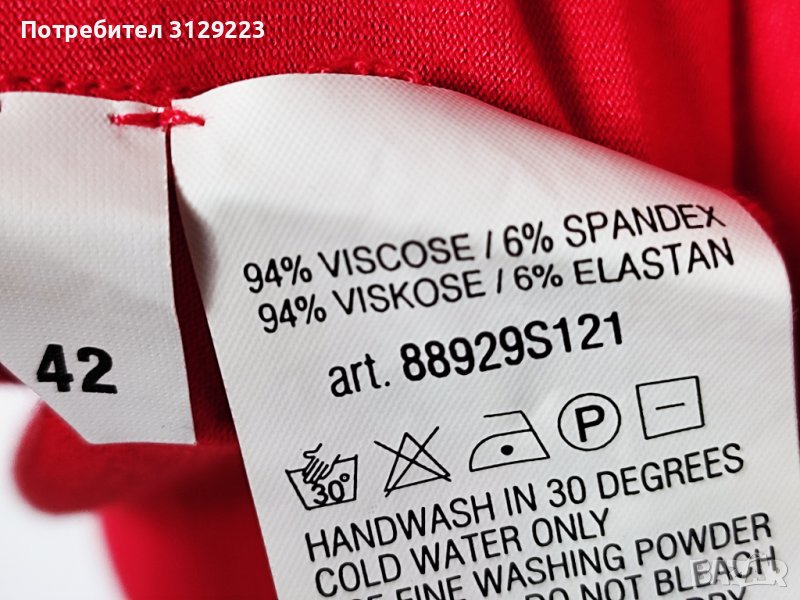 Потребител 3129223
94% VISCOSE / 6% SPANDEX
94% VISKOSE / 6% ELASTAN
art. 88929S121
42
P
30°
HANDWASH IN 30 DEGREES
COLD WATER ONLY
FINE WASHING POWDER
DO NOT BLEACH